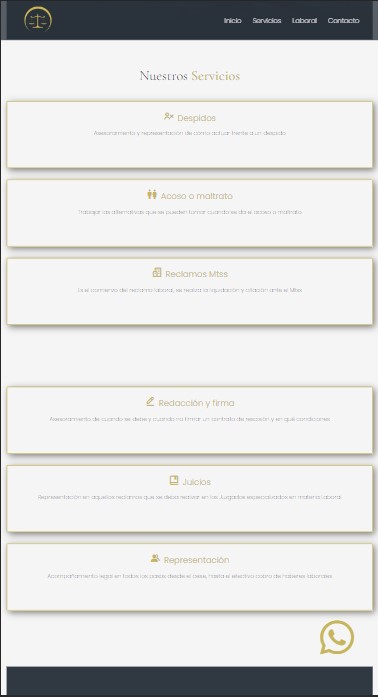 Inicio Servicios Laboral Contacto
Nuestros Servicios
Despidos
Asesoramiento y representación de cómo actuar frente a un despido
Acoso o maltrato
Trabajar las alternativas que se pueden tomar cuando se da el acoso o maltrato
Reclamos Mtss
Es el comienzo del reclamo laboral, se realiza la liquidación y citación ante el Mtss
Redacción y firma
Asesoramiento de cuando se debe y cuando no firmar un contrato de rescisión y en qué condiciones
Juicios
Representación en aquellos reclamos que se deba realizar en los Juzgados especializados en material laboral
Representación
Acompañamiento legal en todos los pasos desde el cese, hasta el efectivo cobro de haberes laborales